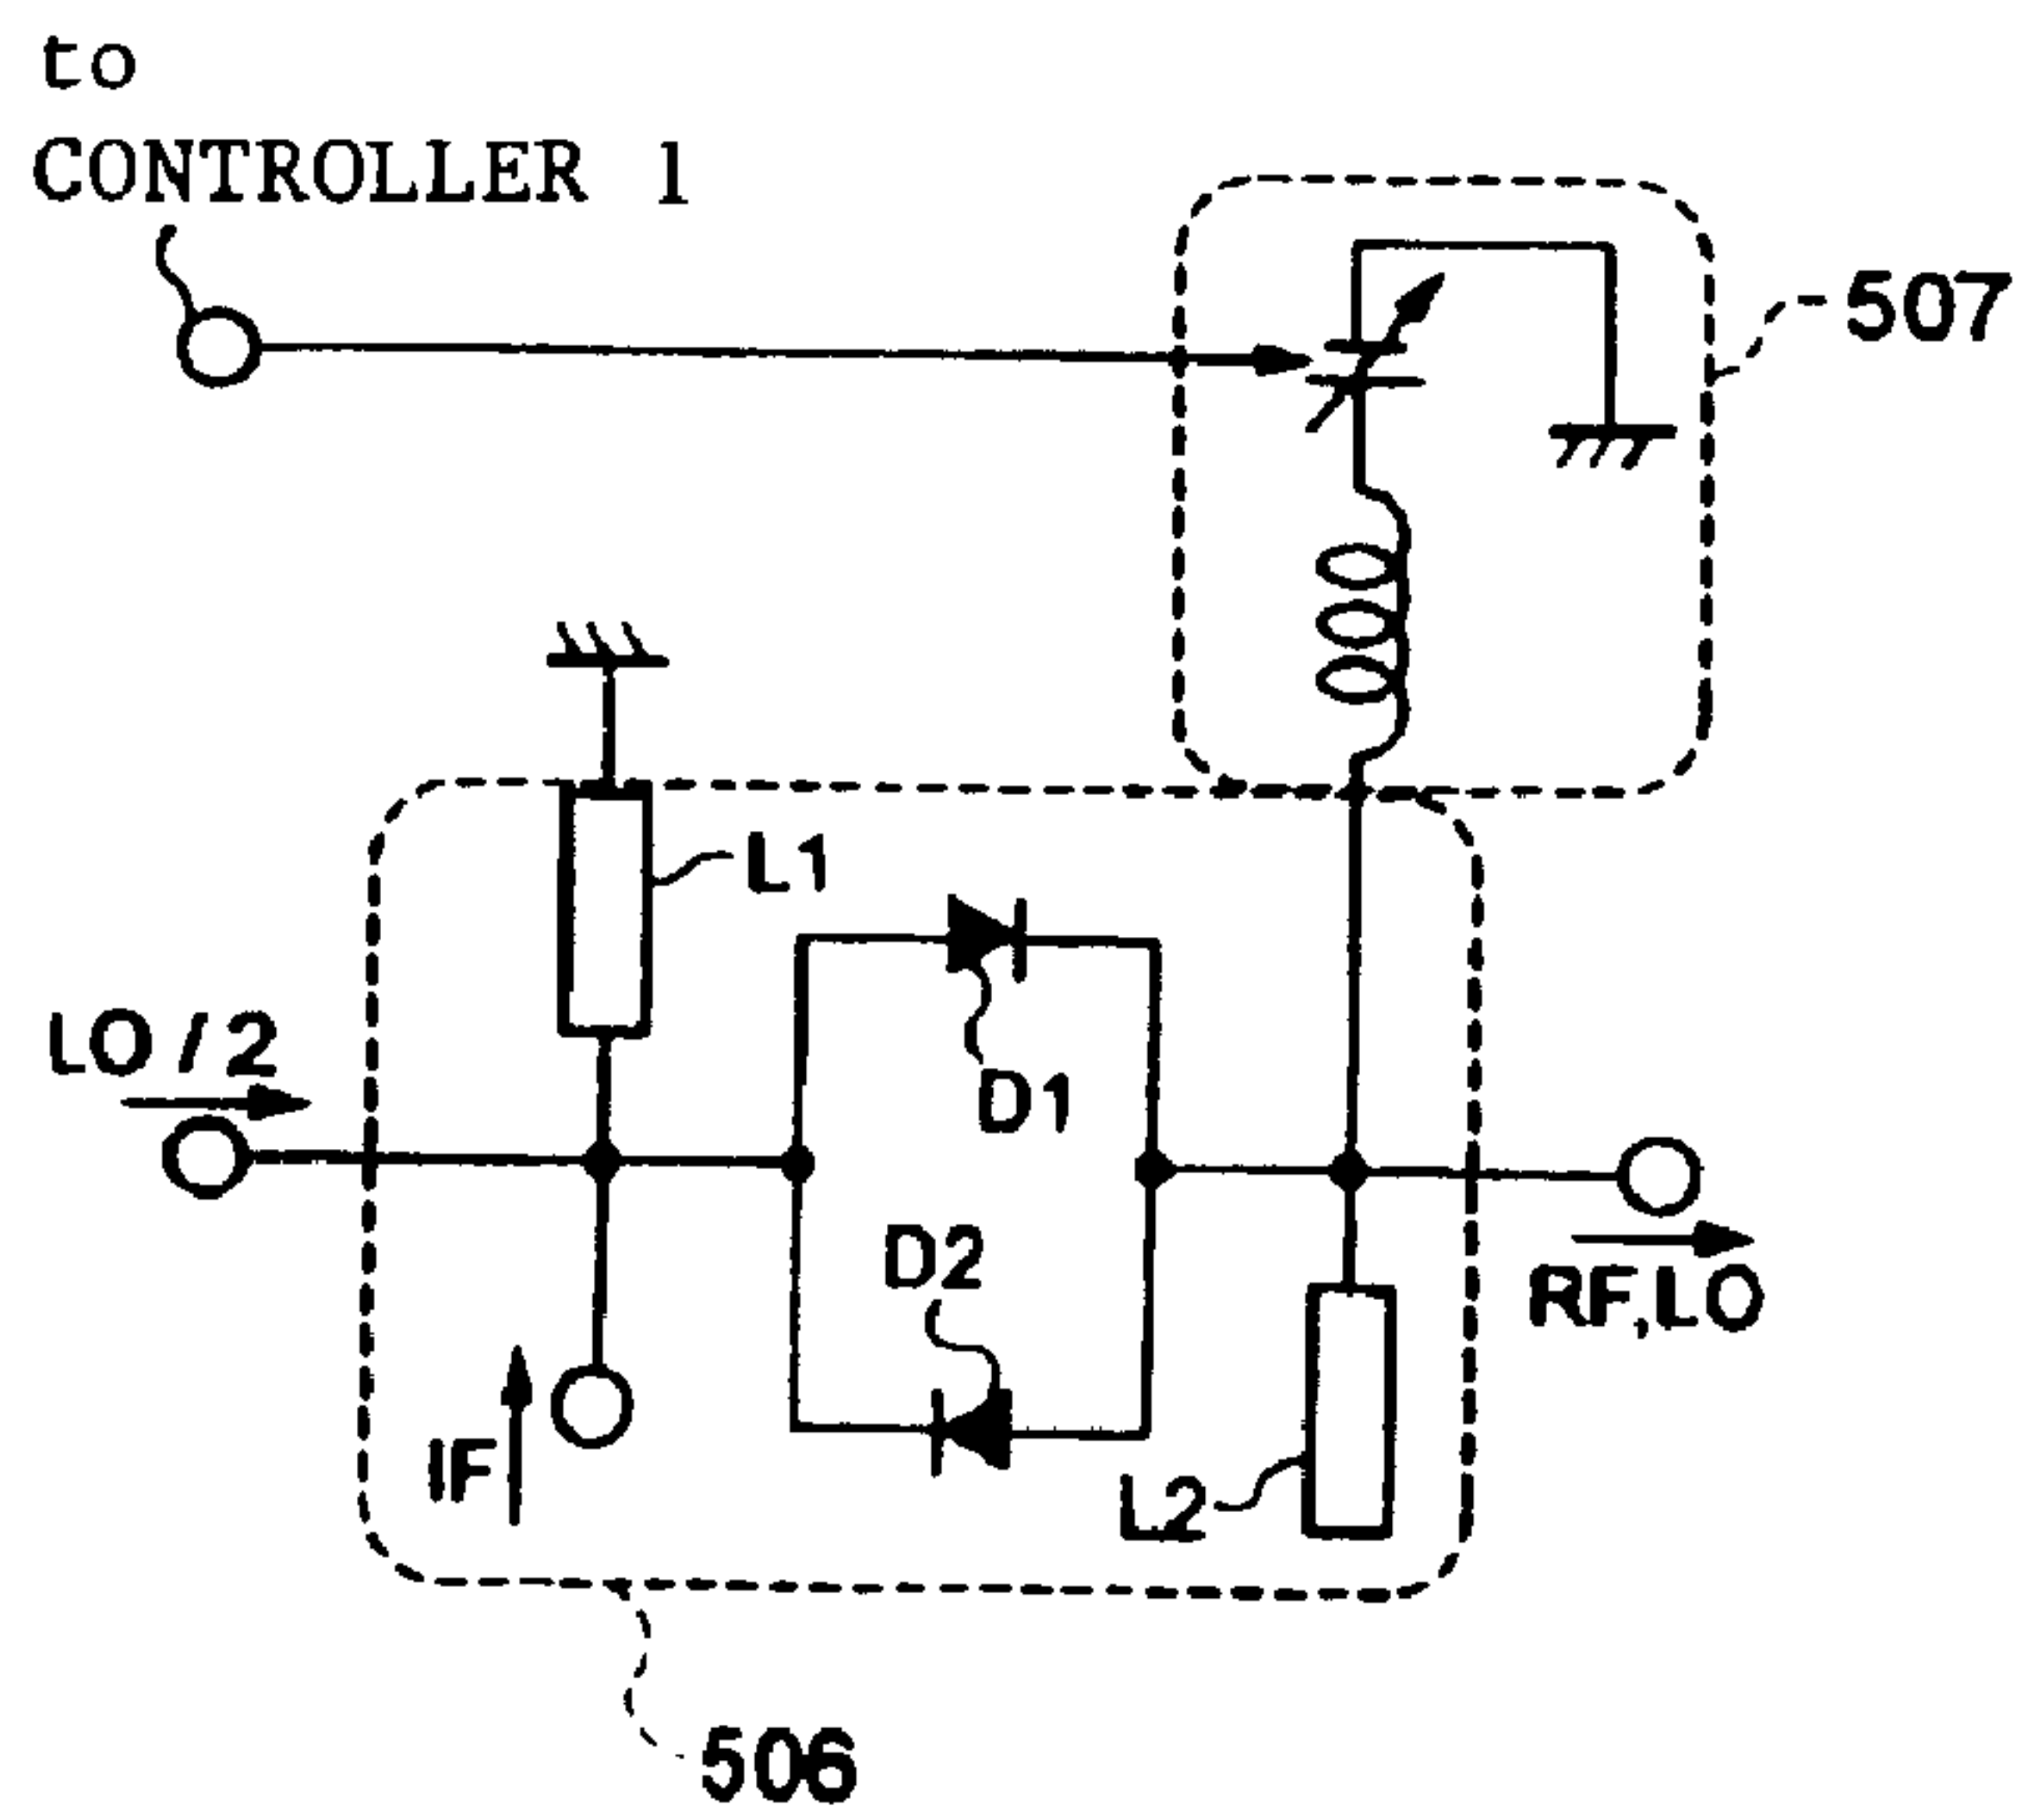 to
CONTROLLER 1
507
L1
LO/2
D1
D2
RF,LO
IF
L2
506